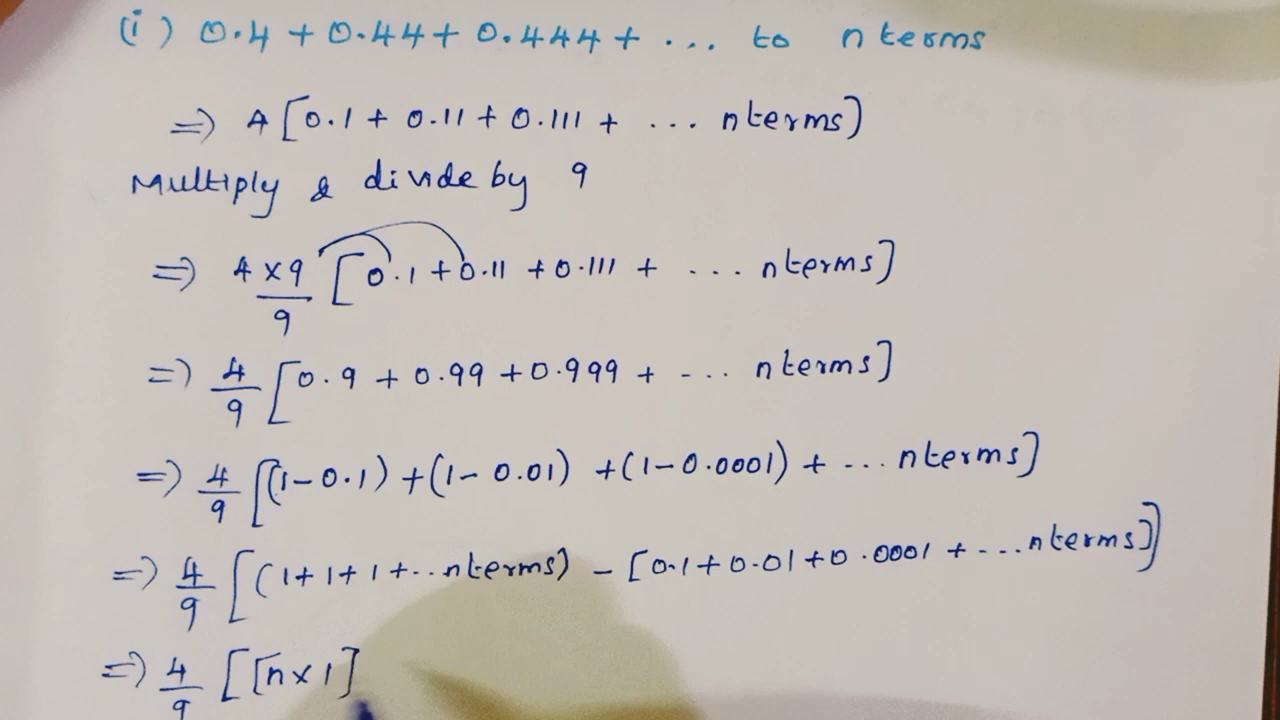 (i) 0.4 + 0.44 + 0.444 + ... to n terms
=> 4 [0.1 + 0.11 + 0.111 + ... n terms)
Multiply & divide by 9
=> 4 × 9/9 [0.1 + 0.11 + 0.111 + ... n terms]
=> 4/9 [0.9 + 0.99 + 0.999 + ... n terms]
=> 4/9 [(1 - 0.1) + (1 - 0.01) + (1 - 0.0001) + ... n terms]
=> 4/9 [(1 + 1 + 1 + .. n terms) - [0.1 + 0.01 + 0.0001 + ... n terms]]
=> 4/9 [[n × 1]